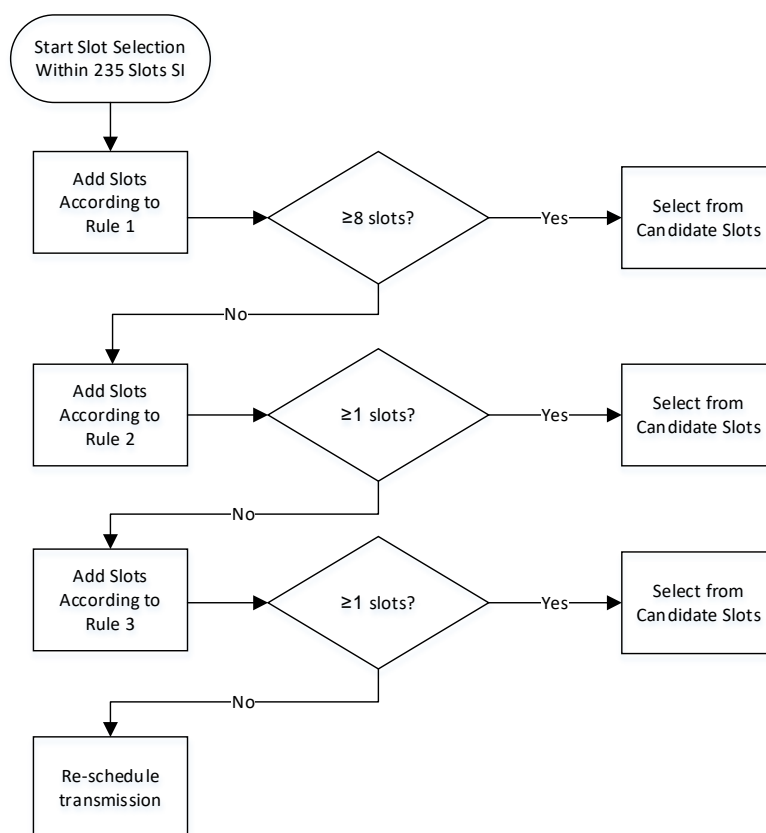 Start Slot Selection
Within 235 Slots SI
Add Slots
According to
Rule 1
≥8 slots?
Yes
Select from
Candidate Slots
No
Add Slots
According to
Rule 2
≥1 slots?
Yes
Select from
Candidate Slots
No
Add Slots
According to
Rule 3
≥1 slots?
Yes
Select from
Candidate Slots
No
Re-schedule
transmission